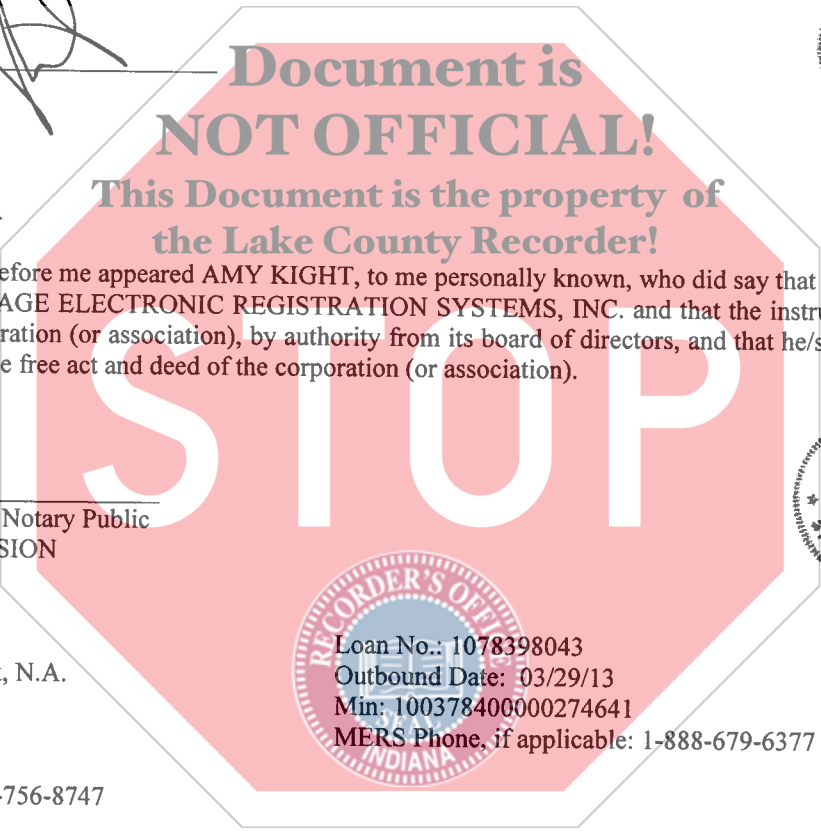 Document is
NOT OFFICIAL!
This Document is the property of
the Lake County Recorder!
efore me appeared AMY KIGHT, to me personally known, who did say that
AGE ELECTRONIC REGISTRATION SYSTEMS, INC. and that the instru
ration (or association), by authority from its board of directors, and that he/s
e free act and deed of the corporation (or association).
STOP
Notary Public
SION
RECORDER'S OFFICE
SEAL
INDIANA
Loan No.: 1078398043
, N.A.
Outbound Date: 03/29/13
Min: 100378400000274641
MERS Phone, if applicable: 1-888-679-6377
-756-8747